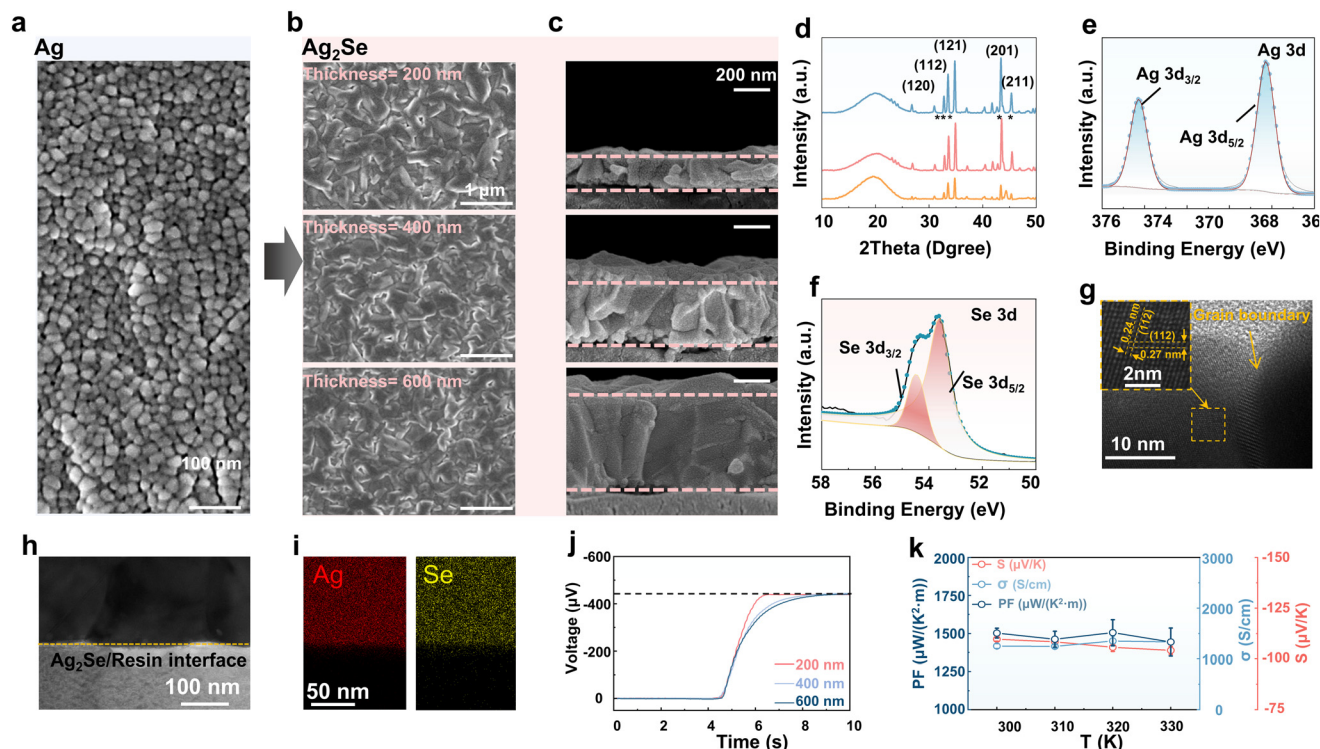 a
Ag
100 nm
b
Ag₂Se
Thickness= 200 nm
1 μm
Thickness= 400 nm
Thickness= 600 nm
c
200 nm
d
Intensity (a.u.)
(120)
(112)
(121)
(201)
(211)
** * * *
10 20 30 40 50
2Theta (Dgree)
e
Ag 3d
Intensity (a.u.)
Ag 3d3/2
Ag 3d5/2
376 374 370 368 36
Binding Energy (eV)
f
Se 3d
Intensity (a.u.)
Se 3d3/2
Se 3d5/2
58 56 54 52 50
Binding Energy (eV)
g
Grain boundary
0.24 nm
(112)
(112)
0.27 nm
2nm
10 nm
h
Ag₂Se/Resin interface
100 nm
i
Ag
Se
50 nm
j
Voltage (μV)
-600
-400
-200
0
200 nm
400 nm
600 nm
0 2 4 6 8 10
Time (s)
k
PF (μW/(K²·m))
2000
1750
1500
1250
1000
S (μV/K)
σ (S/cm)
PF (μW/(K²·m))
3000
2400
1800
1200
600
0
σ (S/cm)
-150
-125
-100
-75
S (μV/K)
300 310 320 330
T (K)